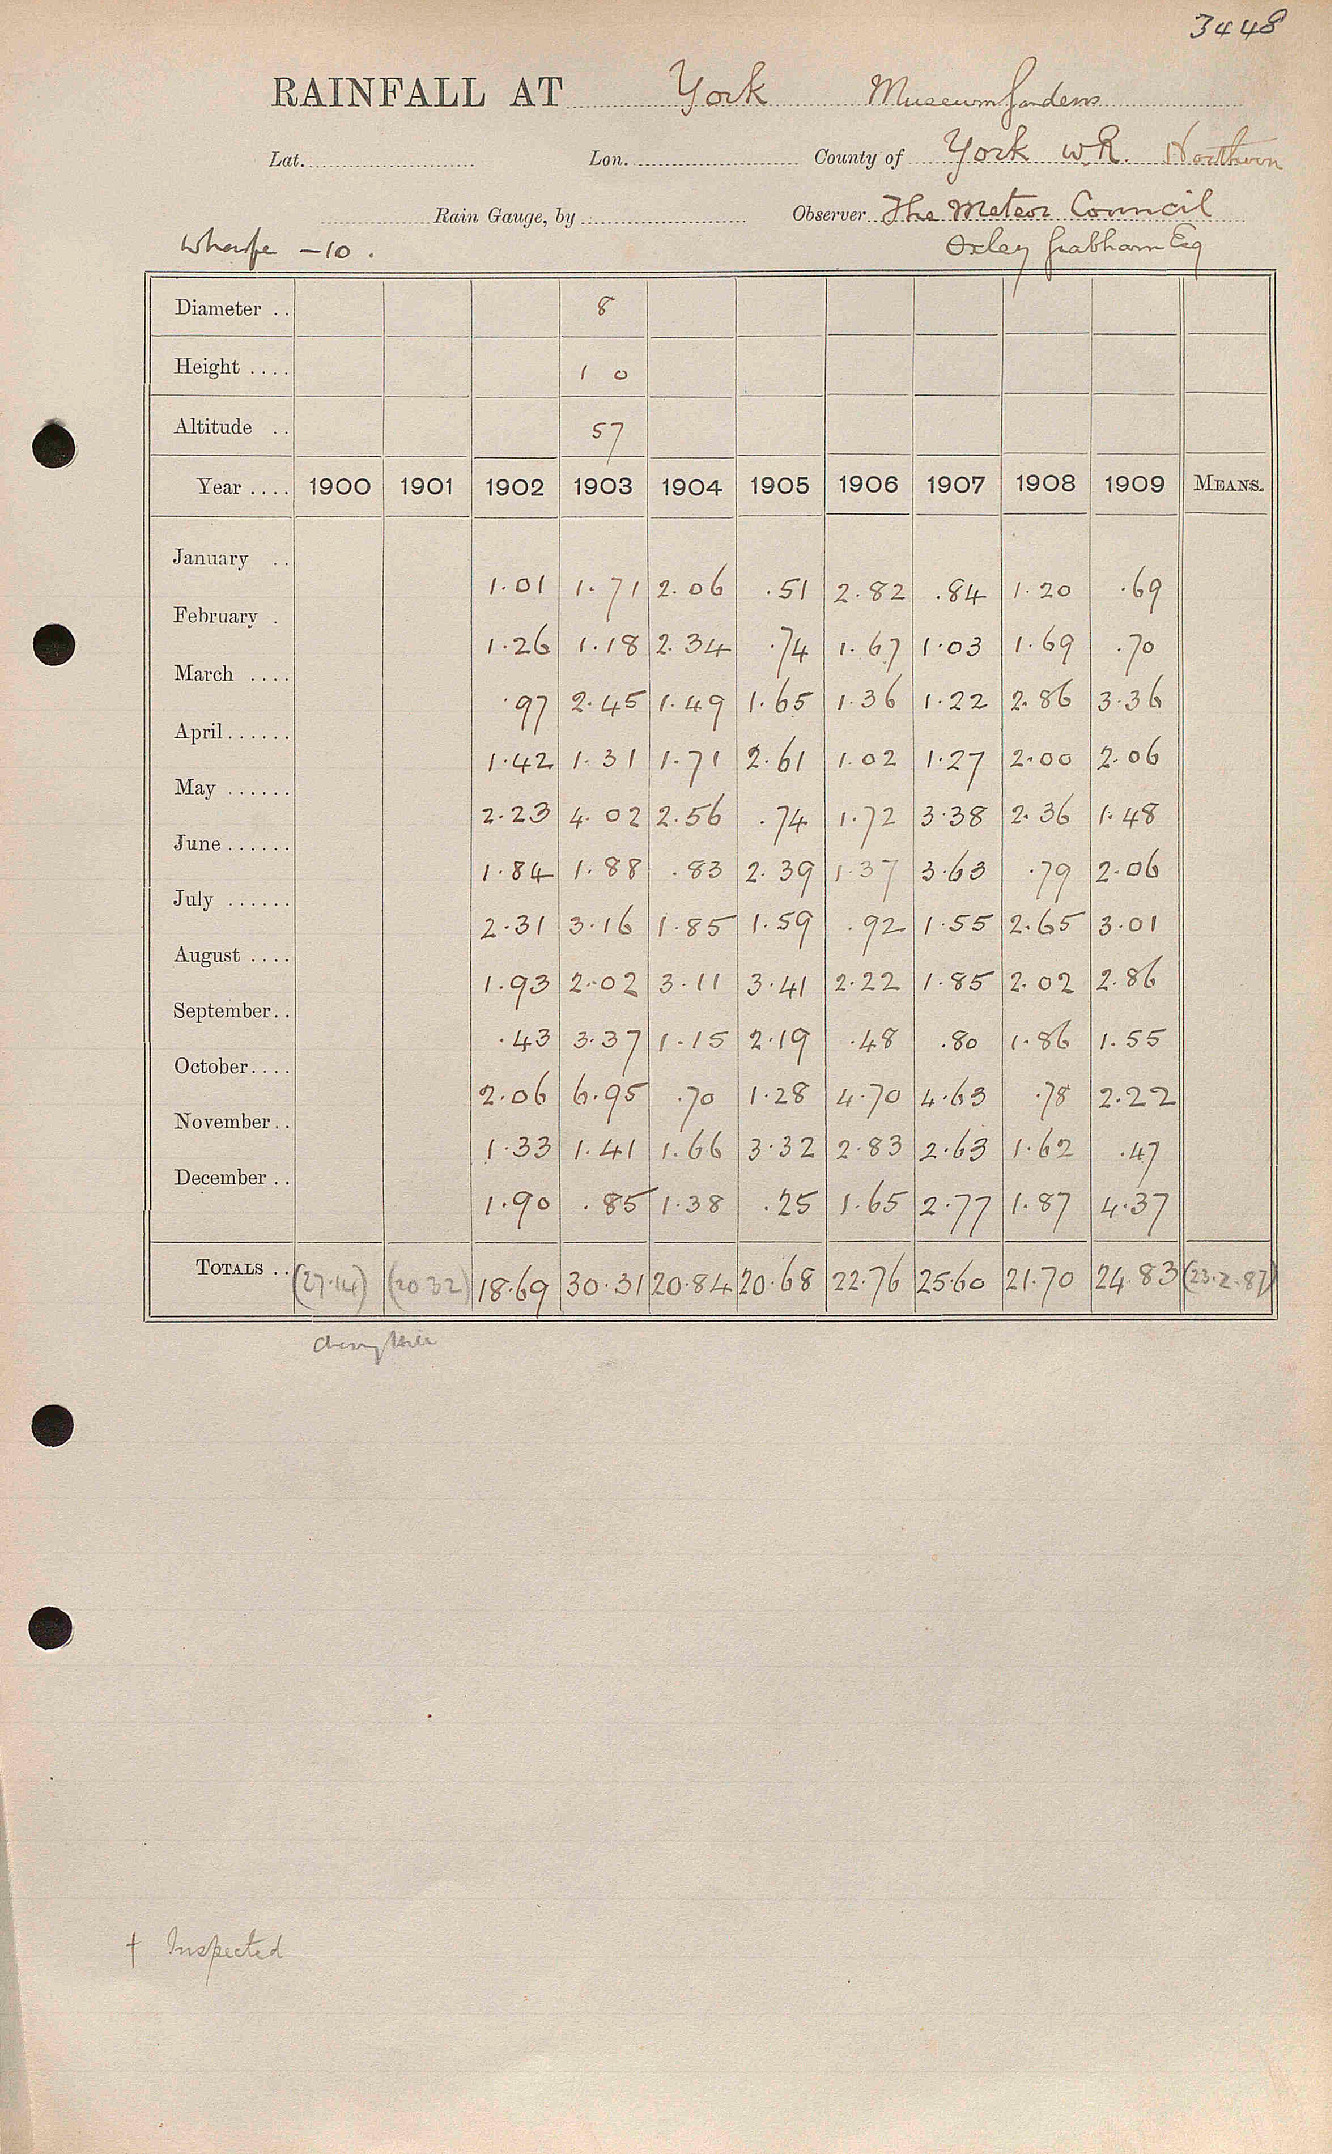 3448
RAINFALL AT York Museum Gardens
Lat. Lon. County of York W.R. Northern
Rain Gauge, by Observer The Meteor Council
Wharfe -10. Oxley Grabham Esq
Diameter .. 8
Height .... 1 0
Altitude .. 57
Year .... 1900 1901 1902 1903 1904 1905 1906 1907 1908 1909 MEANS.
January .. 1.01 1.71 2.06 .51 2.82 .84 1.20 .69
February . 1.26 1.18 2.34 .74 1.67 1.03 1.69 .70
March .... .97 2.45 1.49 1.65 1.36 1.22 2.86 3.36
April...... 1.42 1.31 1.71 2.61 1.02 1.27 2.00 2.06
May ...... 2.23 4.02 2.56 .74 1.72 3.38 2.36 1.48
June ...... 1.84 1.88 .83 2.39 1.37 3.63 .79 2.06
July ...... 2.31 3.16 1.85 1.59 .92 1.55 2.65 3.01
August .... 1.93 2.02 3.11 3.41 2.22 1.85 2.02 2.86
September.. .43 3.37 1.15 2.19 .48 .80 1.86 1.55
October.... 2.06 6.95 .70 1.28 4.70 4.63 .78 2.22
November.. 1.33 1.41 1.66 3.32 2.83 2.63 1.62 .47
December .. 1.90 .85 1.38 .25 1.65 2.77 1.87 4.37
TOTALS .. (27.14) (20.32) 18.69 30.31 20.84 20.68 22.76 25.60 21.70 24.83 (23.2.87)
Cherry Hill
† Inspected